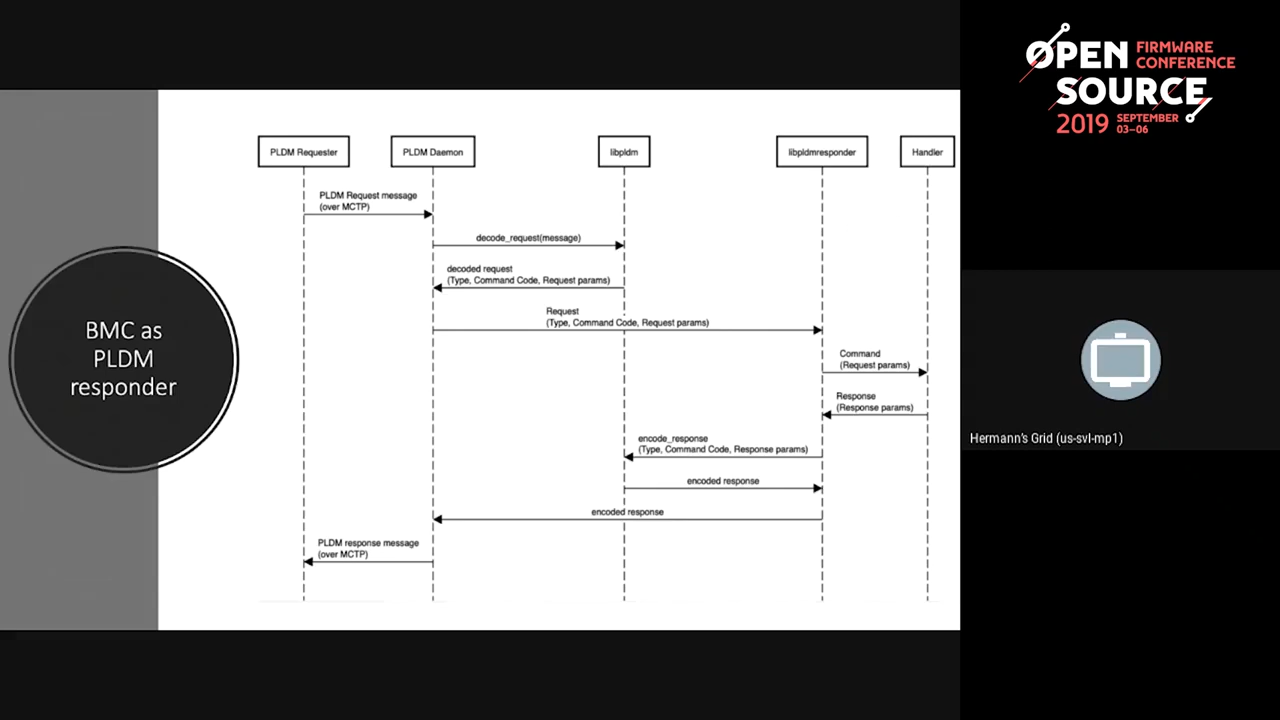 OPEN FIRMWARE
CONFERENCE
SOURCE
2019 SEPTEMBER
03–06
BMC as
PLDM
responder
PLDM Requester
PLDM Daemon
libpldm
libpldmresponder
Handler
PLDM Request message
(over MCTP)
decode_request(message)
decoded request
(Type, Command Code, Request params)
Request
(Type, Command Code, Request params)
Command
(Request params)
Response
(Response params)
encode_response
(Type, Command Code, Response params)
encoded response
encoded response
PLDM response message
(over MCTP)
Hermann's Grid (us-svl-mp1)